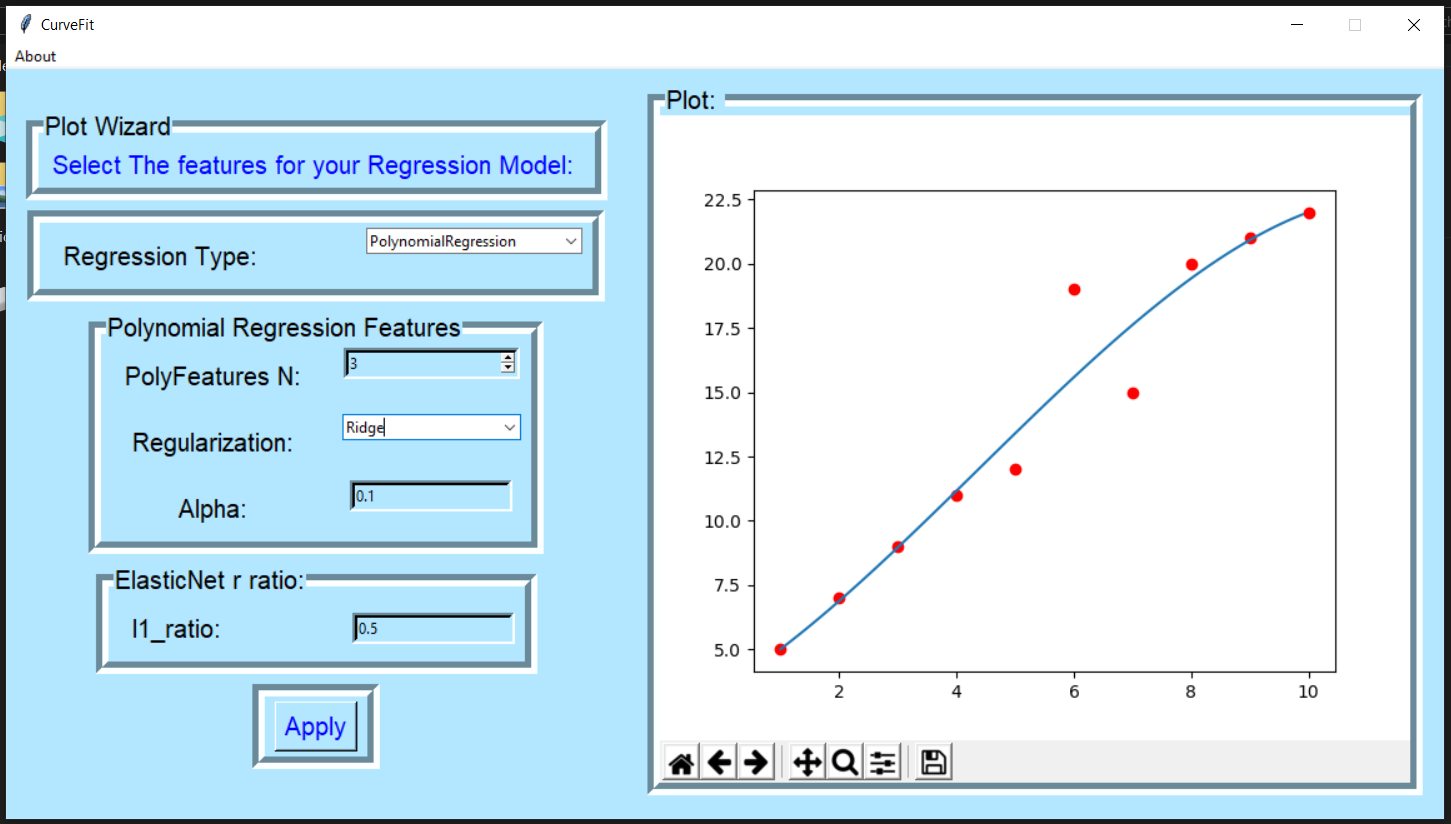 CurveFit
About
Plot Wizard
Select The features for your Regression Model:
Regression Type:
PolynomialRegression
Polynomial Regression Features
PolyFeatures N:
3
Regularization:
Ridge
Alpha:
0.1
ElasticNet r ratio:
l1_ratio:
0.5
Apply
Plot:
22.5
20.0
17.5
15.0
12.5
10.0
7.5
5.0
2 4 6 8 10